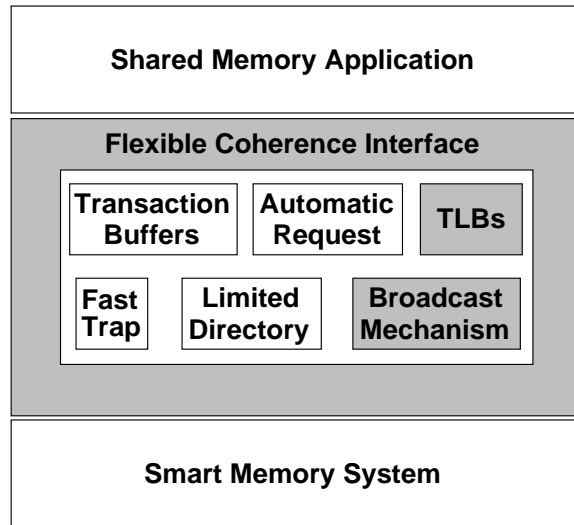 Shared Memory Application
Flexible Coherence Interface
Transaction
Buffers
Automatic
Request
TLBs
Fast
Trap
Limited
Directory
Broadcast
Mechanism
Smart Memory System